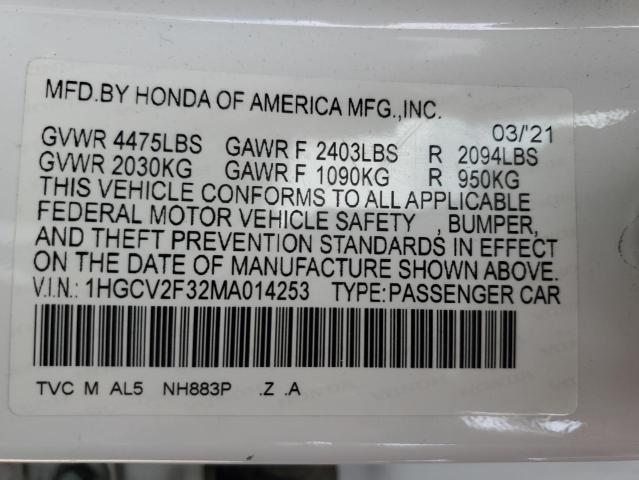 MFD.BY HONDA OF AMERICA MFG.,INC.
03/'21
GVWR 4475LBS GAWR F 2403LBS R 2094LBS
GVWR 2030KG GAWR F 1090KG R 950KG
THIS VEHICLE CONFORMS TO ALL APPLICABLE
FEDERAL MOTOR VEHICLE SAFETY , BUMPER,
AND THEFT PREVENTION STANDARDS IN EFFECT
ON THE DATE OF MANUFACTURE SHOWN ABOVE.
V.I.N.: 1HGCV2F32MA014253 TYPE:PASSENGER CAR
TVC M AL5 NH883P .Z .A